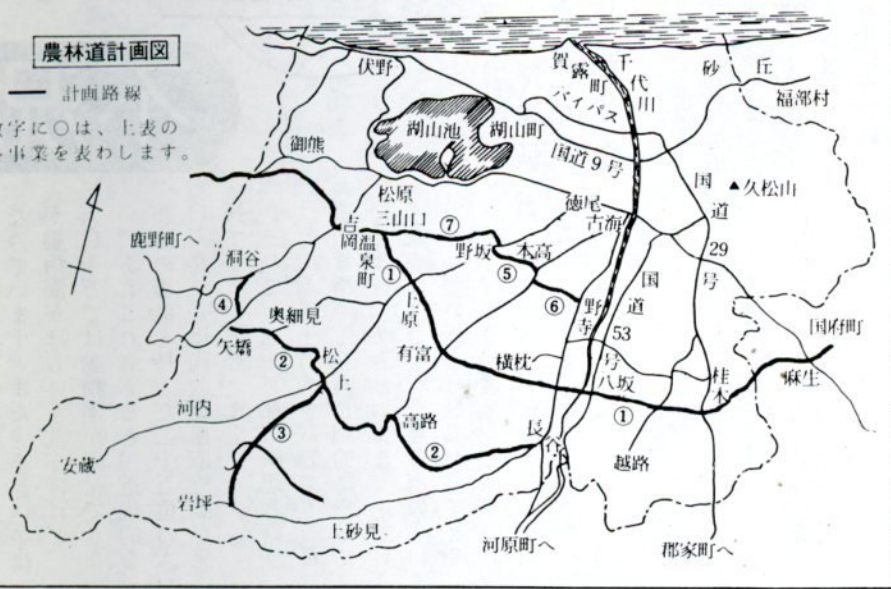 農林道計画図
計画路線
数字に○は、上表の
事業を表わします。
伏野
賀露町
千代川
砂丘
福部村
バイパス
湖山池
湖山町
御熊
国道9号
久松山
国道29号
松原
徳尾
古海
三山口
⑦
吉岡温泉町
鹿野町へ
洞谷
野坂
本高
①
⑤
国道53号
④
⑥
奥細見
上原
野寺
国府町
矢矯
②
松上
有富
横枕
八坂
桂木
麻生
河内
高路
①
③
②
長谷
越路
安蔵
岩坪
上砂見
河原町へ
郡家町へ